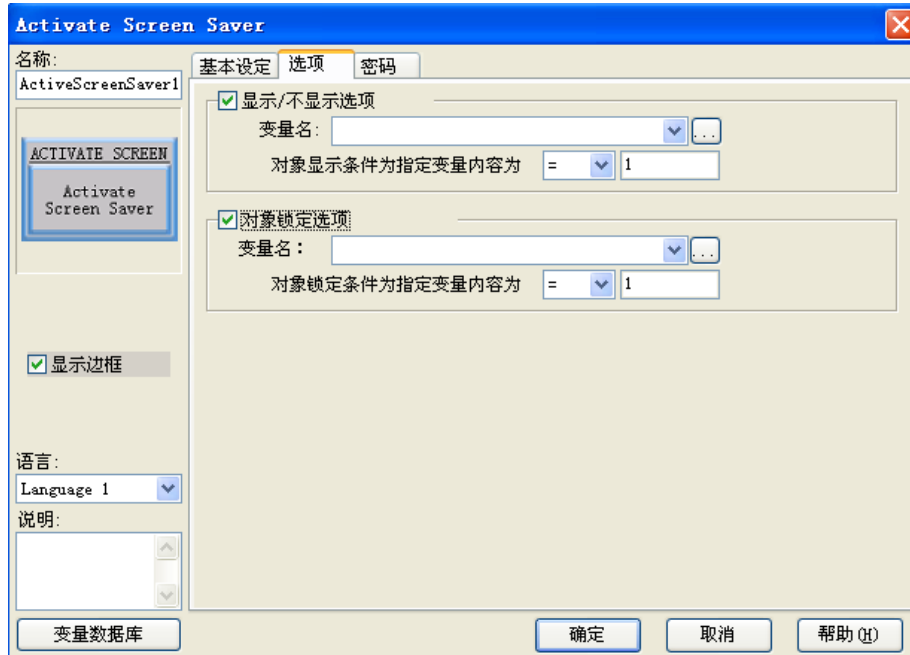 Activate Screen Saver
名称:
ActiveScreenSaver1
ACTIVATE SCREEN
Activate
Screen Saver
显示边框
语言:
Language 1
说明:
变量数据库
基本设定 选项 密码
显示/不显示选项
变量名: ...
对象显示条件为指定变量内容为 = 1
对象锁定选项
变量名： ...
对象锁定条件为指定变量内容为 = 1
确定 取消 帮助(H)